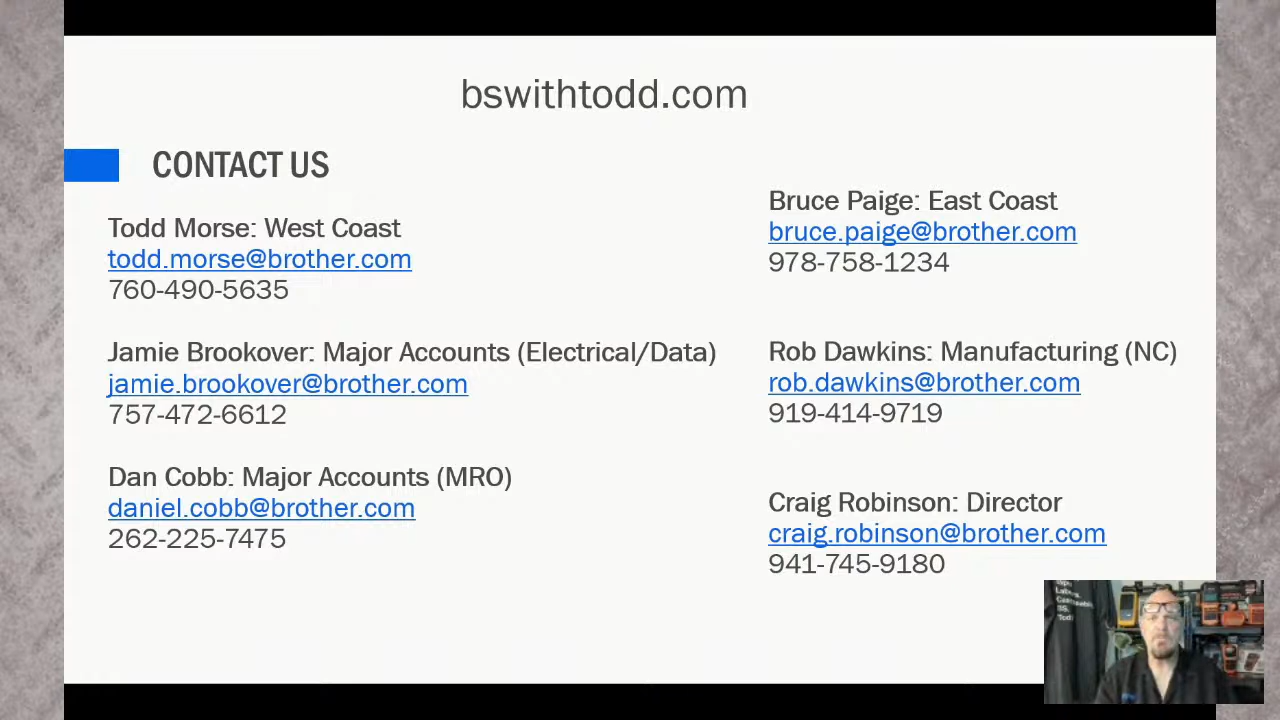 bswithtodd.com
CONTACT US
Todd Morse: West Coast
todd.morse@brother.com
760-490-5635
Jamie Brookover: Major Accounts (Electrical/Data)
jamie.brookover@brother.com
757-472-6612
Dan Cobb: Major Accounts (MRO)
daniel.cobb@brother.com
262-225-7475
Bruce Paige: East Coast
bruce.paige@brother.com
978-758-1234
Rob Dawkins: Manufacturing (NC)
rob.dawkins@brother.com
919-414-9719
Craig Robinson: Director
craig.robinson@brother.com
941-745-9180